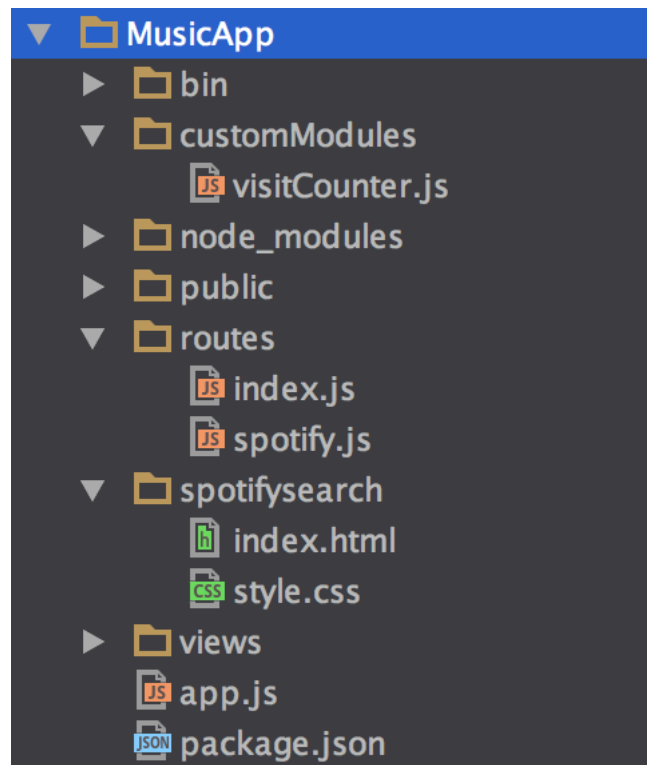 MusicApp
bin
customModules
JS visitCounter.js
node_modules
public
routes
JS index.js
JS spotify.js
spotifysearch
h index.html
CSS style.css
views
JS app.js
JSON package.json